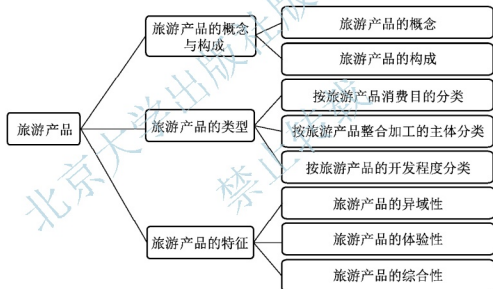 旅游产品
旅游产品的概念
与构成
旅游产品的概念
旅游产品的构成
旅游产品的类型
按旅游产品消费目的分类
按旅游产品整合加工的主体分类
按旅游产品的开发程度分类
旅游产品的特征
旅游产品的异域性
旅游产品的体验性
旅游产品的综合性
北京大学出版社版权
禁止转载